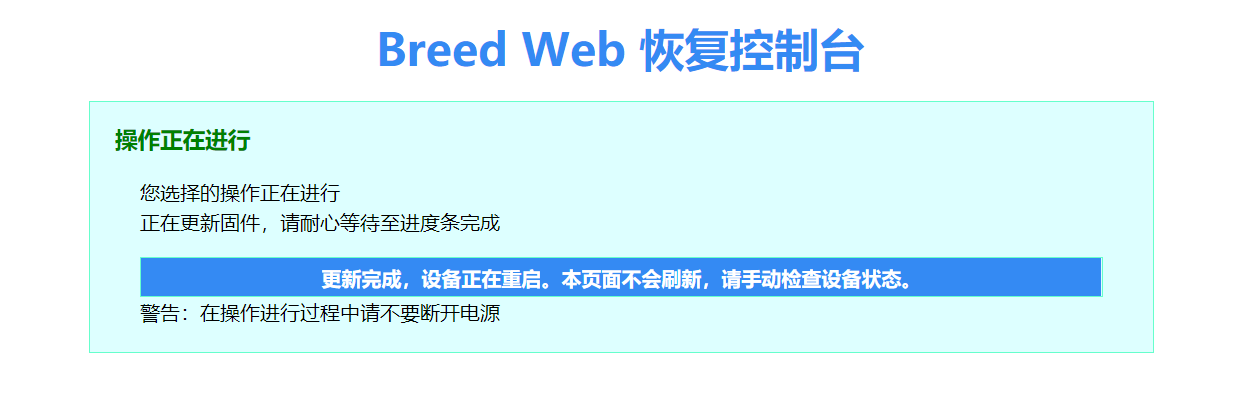 Breed Web 恢复控制台
操作正在进行
您选择的操作正在进行
正在更新固件，请耐心等待至进度条完成
更新完成，设备正在重启。本页面不会刷新，请手动检查设备状态。
警告：在操作进行过程中请不要断开电源